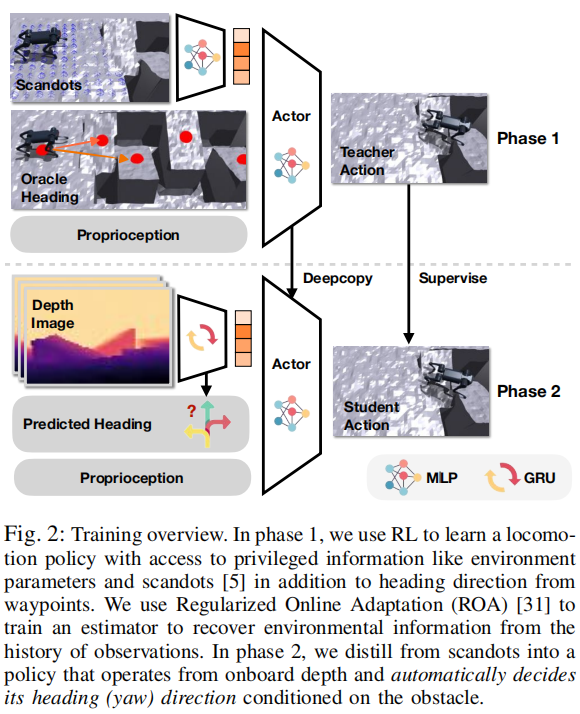 Scandots
Oracle
Heading
Proprioception
Actor
Teacher
Action
Phase 1
Deepcopy
Supervise
Depth
Image
?
Predicted Heading
Proprioception
Actor
Student
Action
Phase 2
MLP
GRU
Fig. 2: Training overview. In phase 1, we use RL to learn a locomo-
tion policy with access to privileged information like environment
parameters and scandots [5] in addition to heading direction from
waypoints. We use Regularized Online Adaptation (ROA) [31] to
train an estimator to recover environmental information from the
history of observations. In phase 2, we distill from scandots into a
policy that operates from onboard depth and automatically decides
its heading (yaw) direction conditioned on the obstacle.